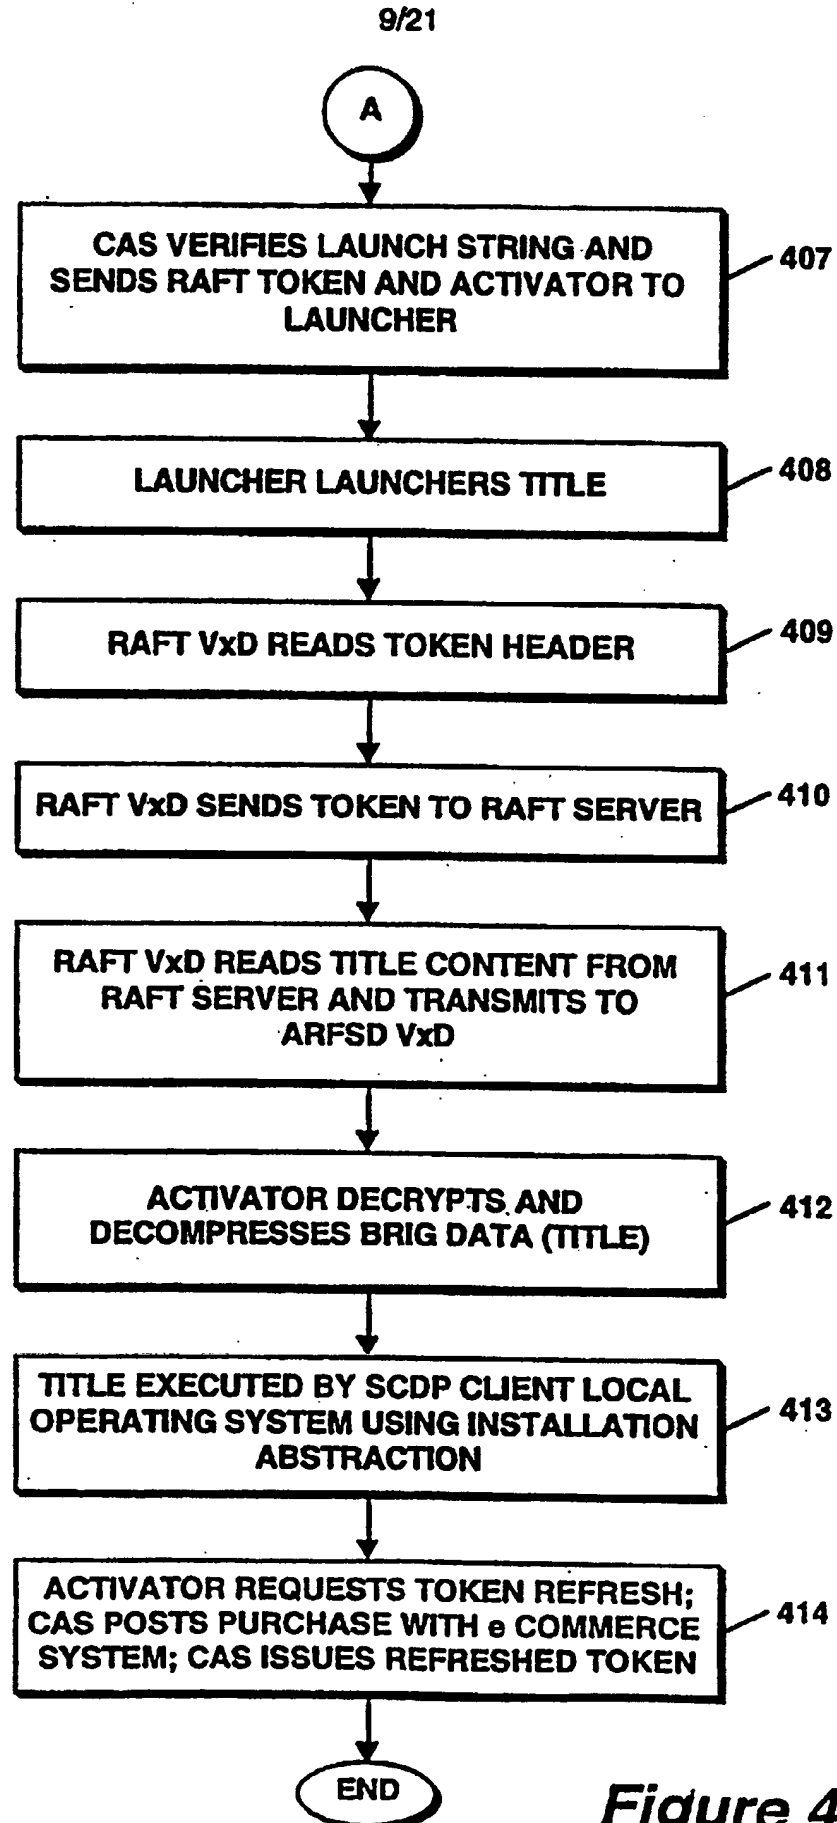 9/21
A
CAS VERIFIES LAUNCH STRING AND
SENDS RAFT TOKEN AND ACTIVATOR TO
LAUNCHER
407
LAUNCHER LAUNCHERS TITLE
408
RAFT VxD READS TOKEN HEADER
409
RAFT VxD SENDS TOKEN TO RAFT SERVER
410
RAFT VxD READS TITLE CONTENT FROM
RAFT SERVER AND TRANSMITS TO
ARFSD VxD
411
ACTIVATOR DECRYPTS AND
DECOMPRESSES BRIG DATA (TITLE)
412
TITLE EXECUTED BY SCDP CLIENT LOCAL
OPERATING SYSTEM USING INSTALLATION
ABSTRACTION
413
ACTIVATOR REQUESTS TOKEN REFRESH;
CAS POSTS PURCHASE WITH e COMMERCE
SYSTEM; CAS ISSUES REFRESHED TOKEN
414
END
Figure 4